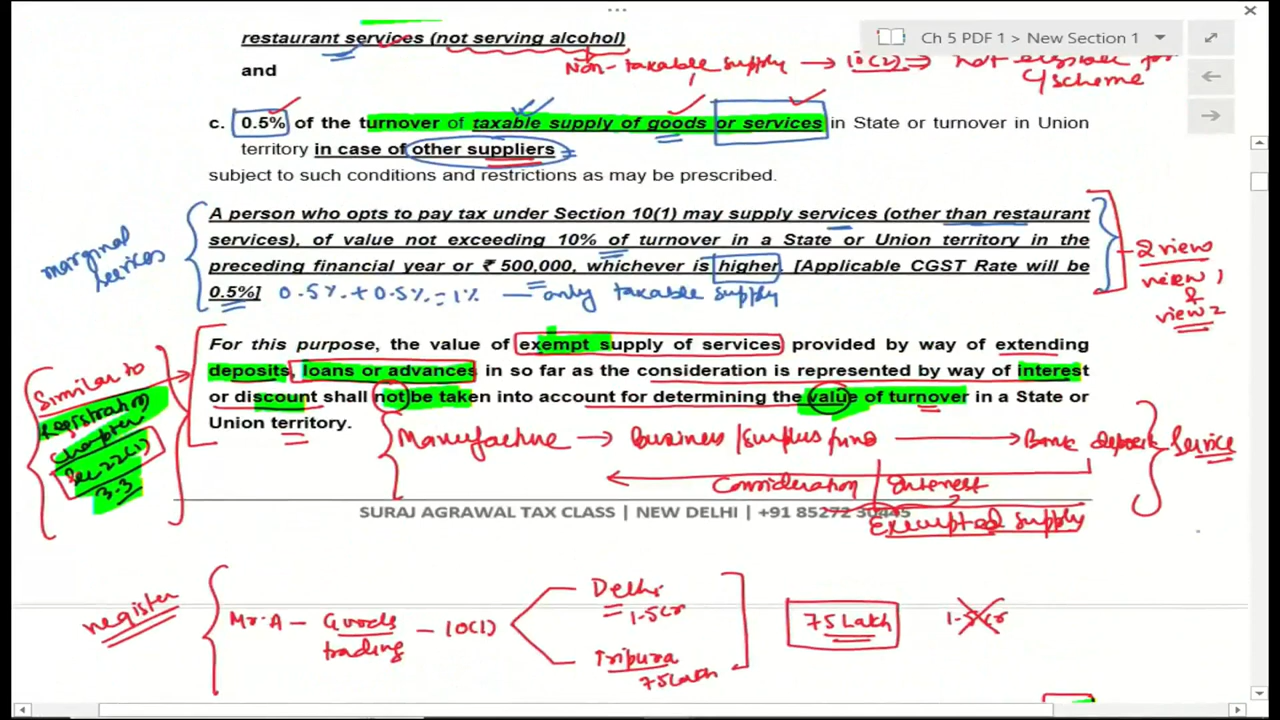 Ch 5 PDF 1 > New Section 1
restaurant services (not serving alcohol)
Non-taxable supply → 10(2) ⇒ not eligible for
C/scheme
and
c. 0.5% of the turnover of taxable supply of goods or services in State or turnover in Union
territory in case of other suppliers
subject to such conditions and restrictions as may be prescribed.
marginal
services
A person who opts to pay tax under Section 10(1) may supply services (other than restaurant
services), of value not exceeding 10% of turnover in a State or Union territory in the
preceding financial year or ₹ 500,000, whichever is higher. [Applicable CGST Rate will be
0.5%] 0.5% + 0.5% = 1% — only taxable supply
2 view
view 1
&
view 2
For this purpose, the value of exempt supply of services provided by way of extending
deposits, loans or advances in so far as the consideration is represented by way of interest
or discount shall not be taken into account for determining the value of turnover in a State or
Union territory.
Similar to
Registration
Chapter
Sec 22(1)
3.3
Manufacture → business/surplus fund → Bank deposit
Service
Consideration Interest
Exempted supply
SURAJ AGRAWAL TAX CLASS | NEW DELHI | +91 85272 30445
register
Mr. A — Goods trading — 10(1)
Delhi
= 1.5 Cr
Tripura
75 lakh
75 Lakh
1.5 Cr